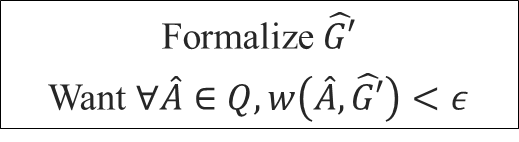 Formalize Ĝ′
Want ∀Â ∈ Q, w(Â, Ĝ′) < ϵ